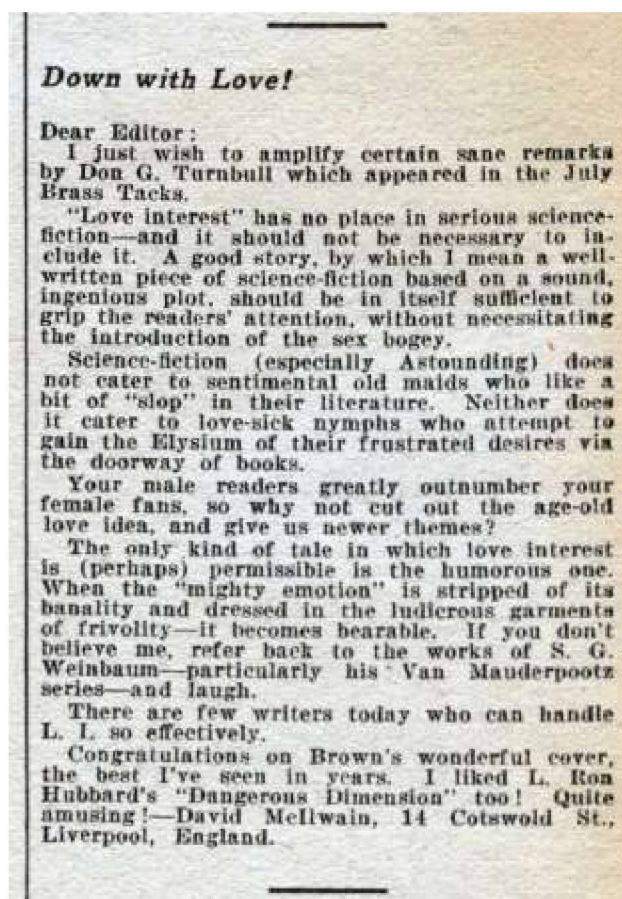 Down with Love!
Dear Editor:
I just wish to amplify certain sane remarks
by Don G. Turnbull which appeared in the July
Brass Tacks.
"Love interest" has no place in serious science-
fiction—and it should not be necessary to in-
clude it. A good story, by which I mean a well-
written piece of science-fiction based on a sound,
ingenious plot, should be in itself sufficient to
grip the readers' attention, without necessitating
the introduction of the sex bogey.
Science-fiction (especially Astounding) does
not cater to sentimental old maids who like a
bit of "slop" in their literature. Neither does
it cater to love-sick nymphs who attempt to
gain the Elysium of their frustrated desires via
the doorway of books.
Your male readers greatly outnumber your
female fans, so why not cut out the age-old
love idea, and give us newer themes?
The only kind of tale in which love interest
is (perhaps) permissible is the humorous one.
When the "mighty emotion" is stripped of its
banality and dressed in the ludicrous garments
of frivolity—it becomes bearable. If you don't
believe me, refer back to the works of S. G.
Weinbaum—particularly his Van Mauderpootz
series—and laugh.
There are few writers today who can handle
L. I. so effectively.
Congratulations on Brown's wonderful cover,
the best I've seen in years. I liked L. Ron
Hubbard's "Dangerous Dimension" too! Quite
amusing!—David McIlwain, 14 Cotswold St.,
Liverpool, England.